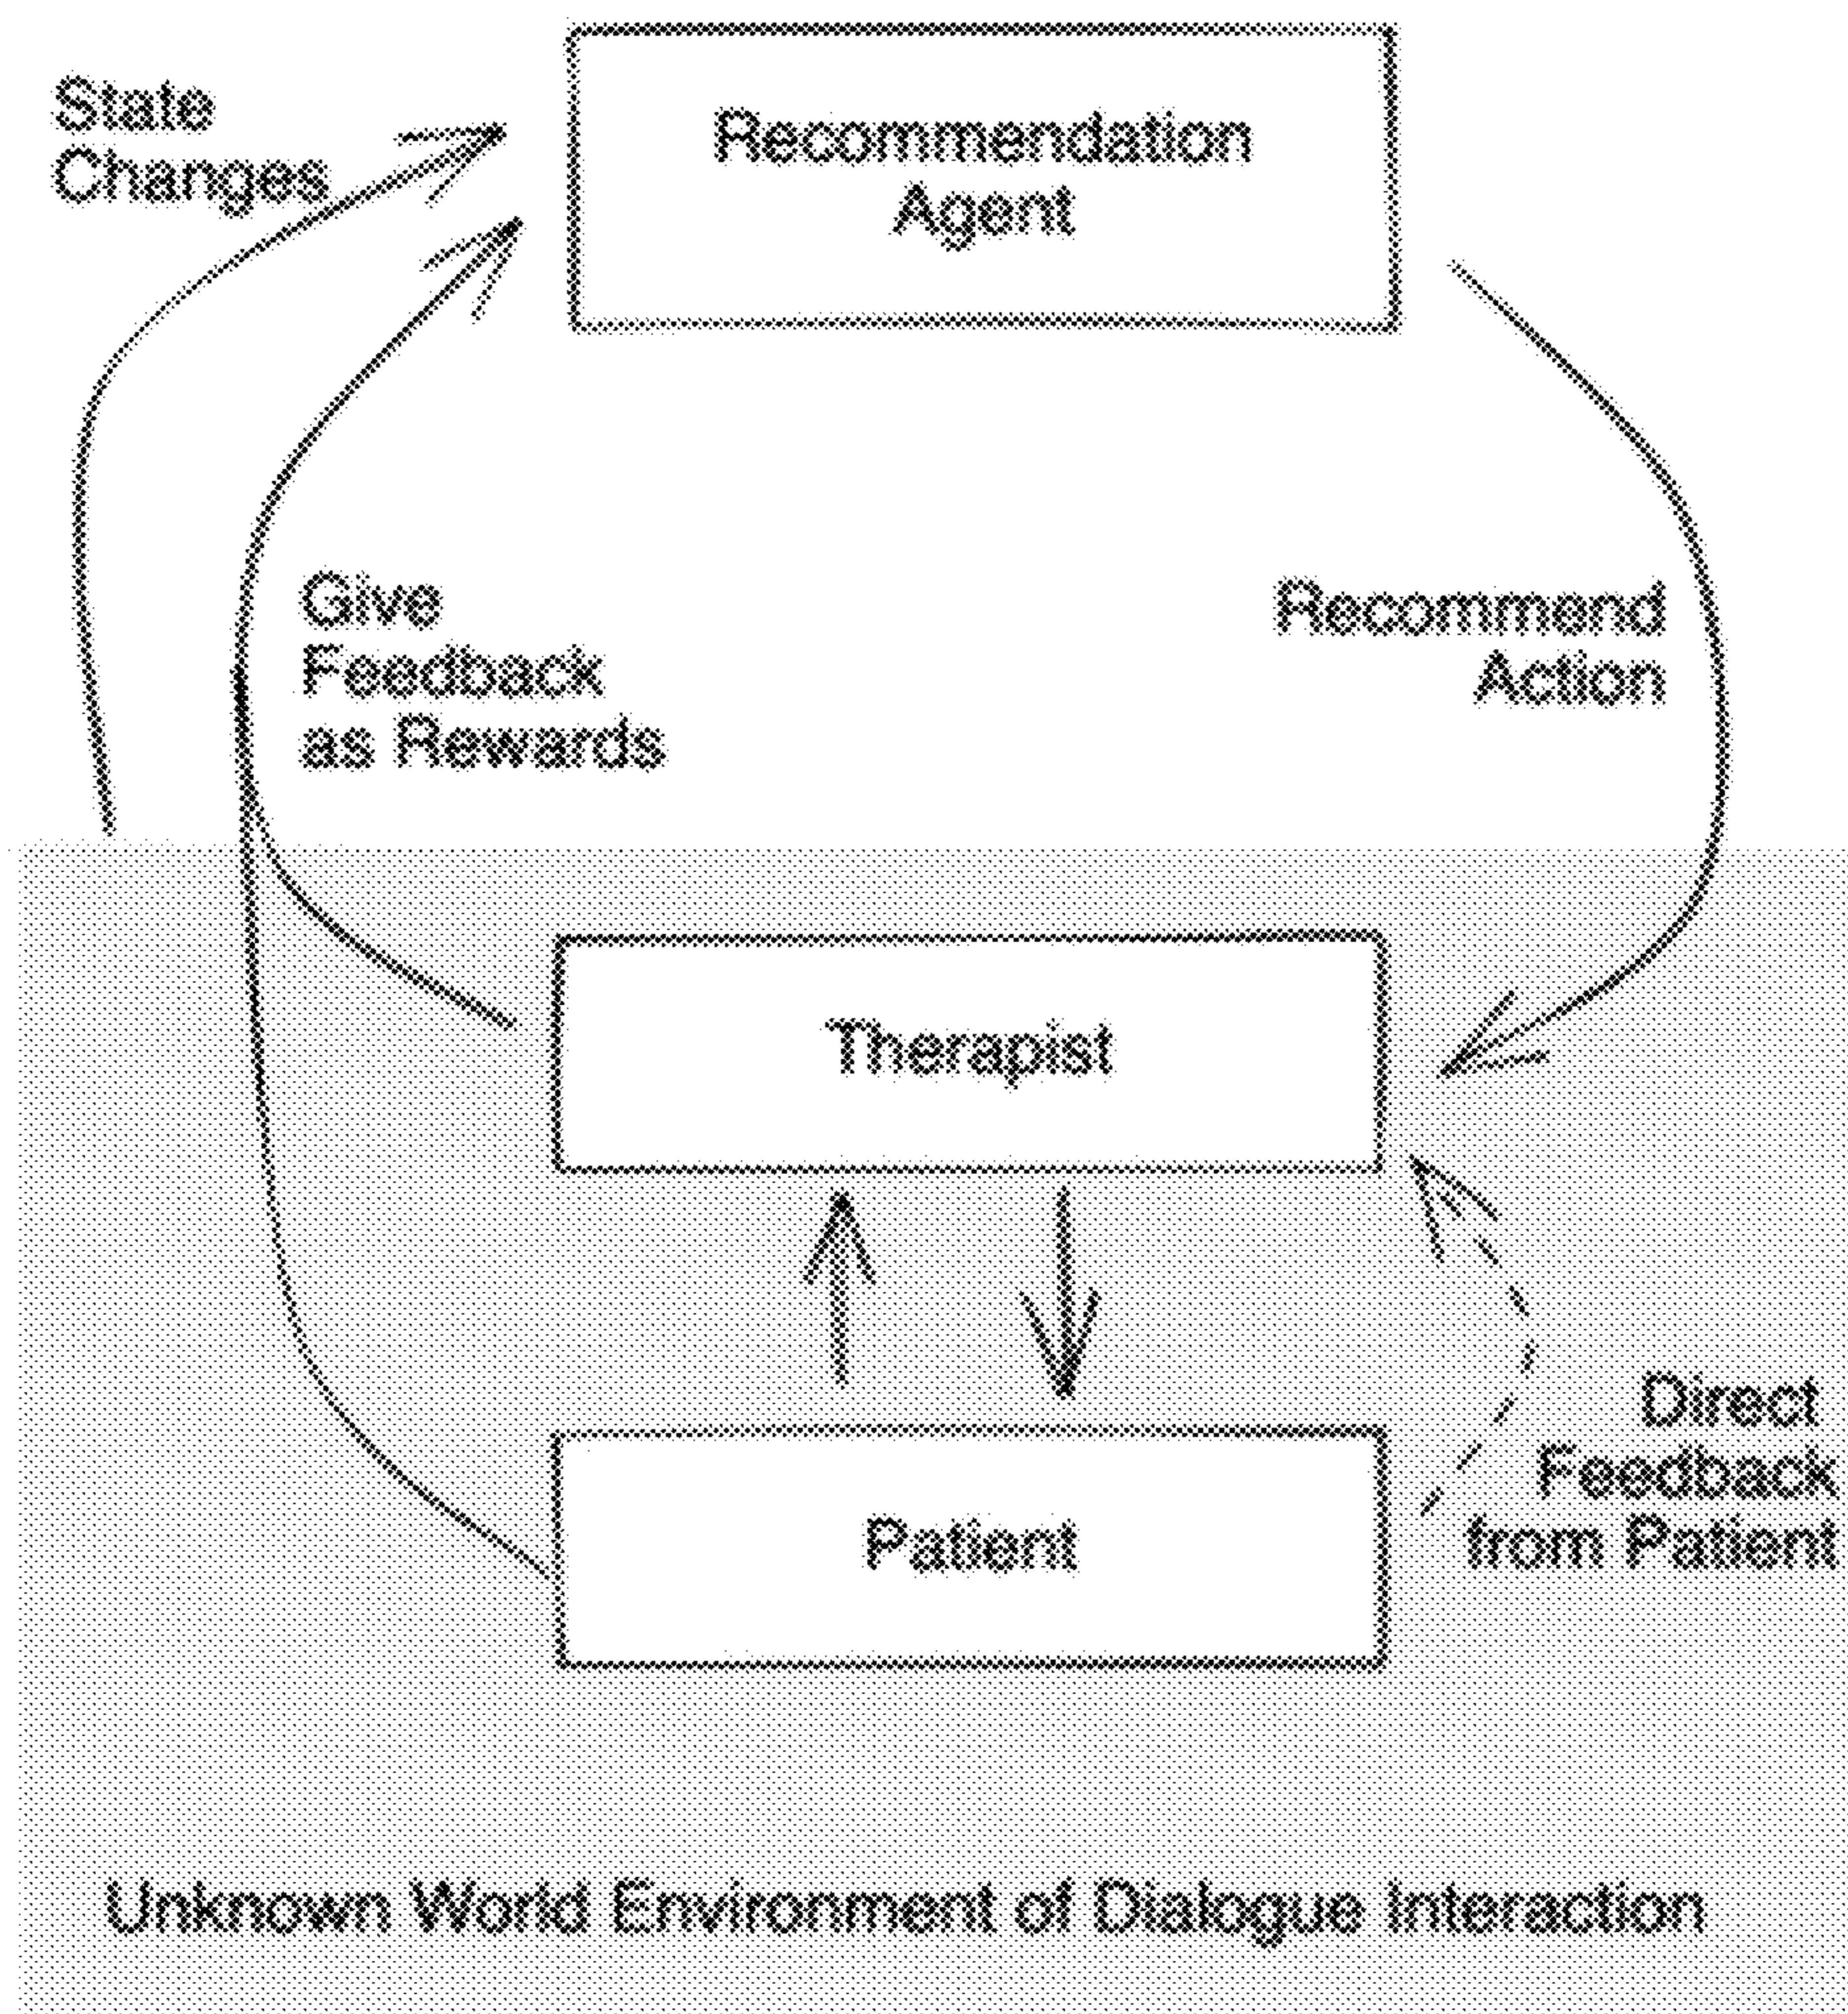 State
Changes
Recommendation
Agent
Give
Feedback
as Rewards
Recommend
Action
Therapist
Patient
Direct
Feedback
from Patient
Unknown World Environment of Dialogue Interaction